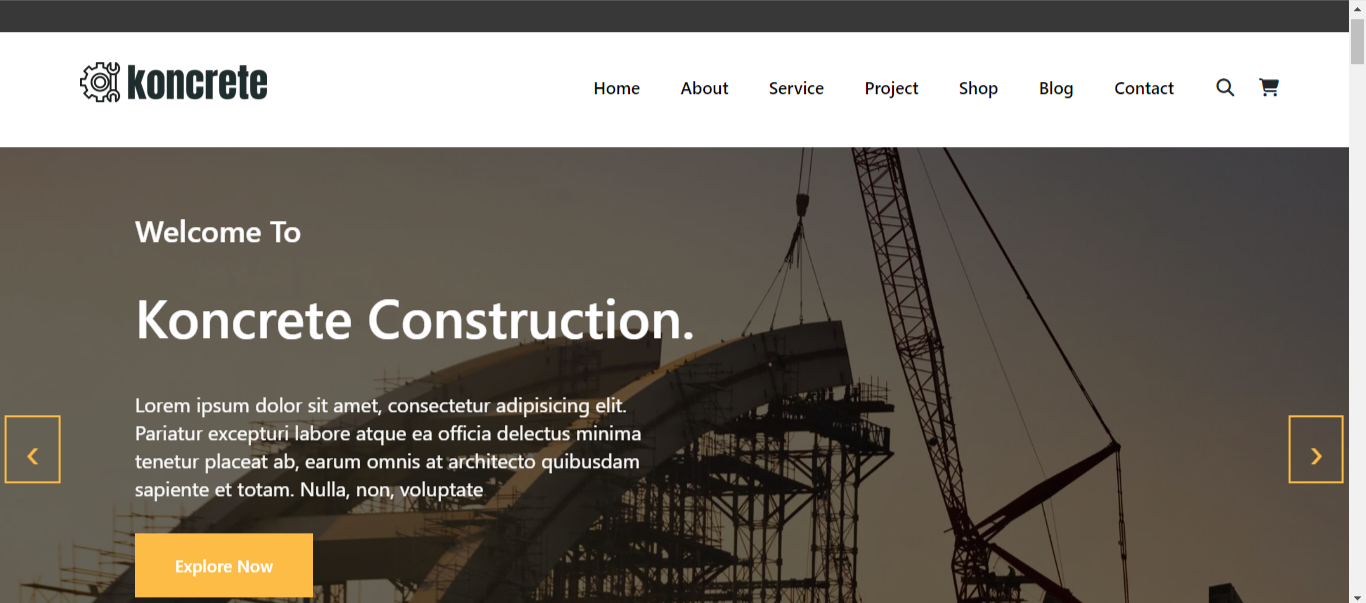 koncrete
Home About Service Project Shop Blog Contact
Welcome To
Koncrete Construction.
Lorem ipsum dolor sit amet, consectetur adipisicing elit.
Pariatur excepturi labore atque ea officia delectus minima
tenetur placeat ab, earum omnis at architecto quibusdam
sapiente et totam. Nulla, non, voluptate
Explore Now